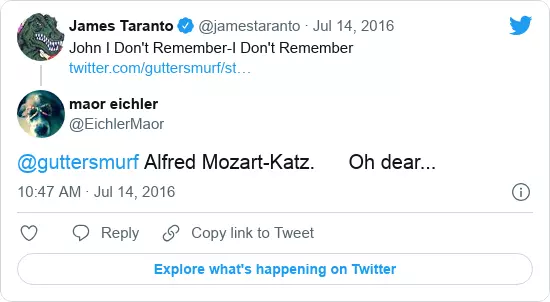 James Taranto @jamestaranto · Jul 14, 2016
John I Don't Remember-I Don't Remember
twitter.com/guttersmurf/st…
maor eichler
@EichlerMaor
@guttersmurf Alfred Mozart-Katz. Oh dear...
10:47 AM · Jul 14, 2016
Reply Copy link to Tweet
Explore what's happening on Twitter